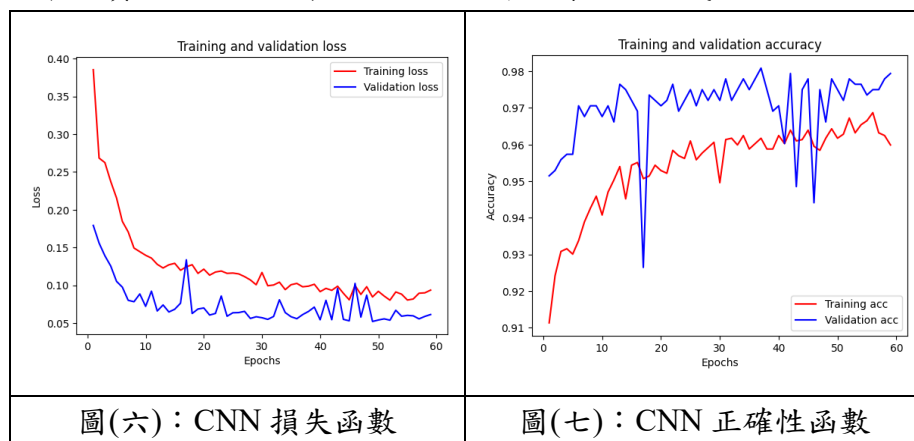 Training and validation loss
0.40
0.35
0.30
0.25
0.20
0.15
0.10
0.05
Loss
Training loss
Validation loss
0 10 20 30 40 50 60
Epochs
Training and validation accuracy
0.98
0.97
0.96
0.95
0.94
0.93
0.92
0.91
Accuracy
Training acc
Validation acc
0 10 20 30 40 50 60
Epochs
圖(六)：CNN 損失函數
圖(七)：CNN 正確性函數